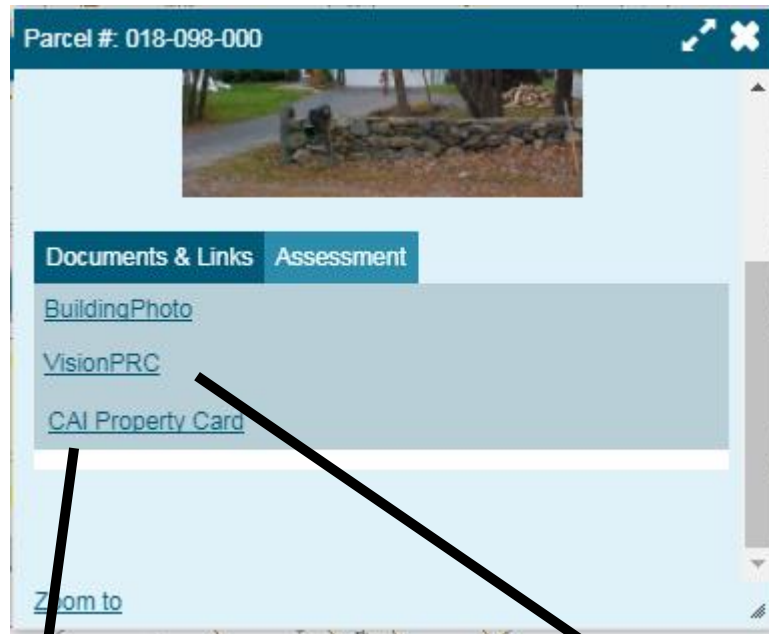 Parcel #: 018-098-000
Documents & Links Assessment
BuildingPhoto
VisionPRC
CAI Property Card
Zoom to